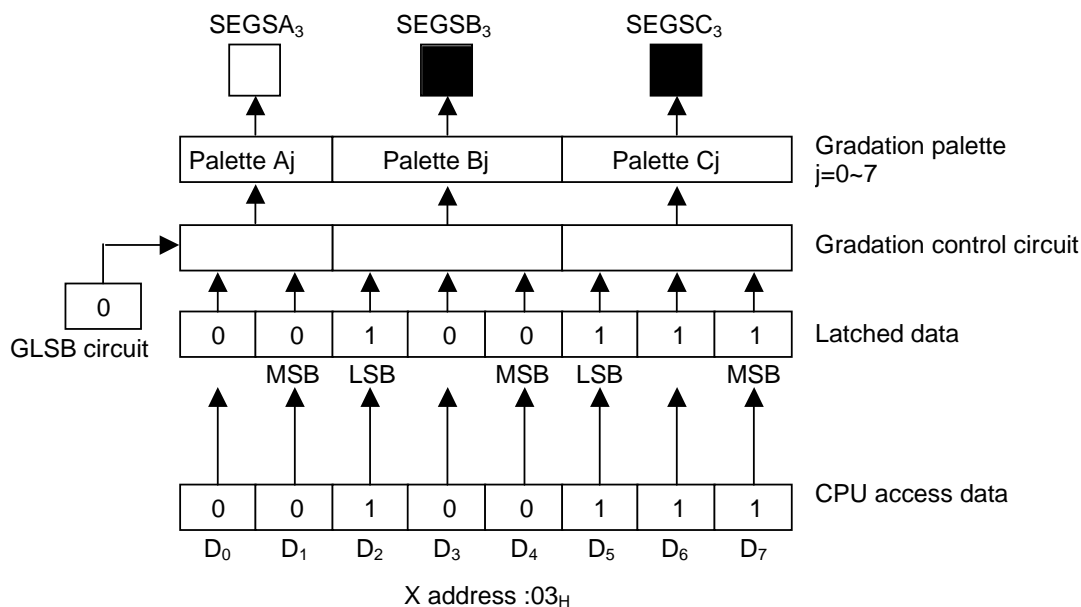 SEGSA₃ SEGSB₃ SEGSC₃
Palette Aj Palette Bj Palette Cj Gradation palette
j=0~7
Gradation control circuit
0
GLSB circuit
0 0 1 0 0 1 1 1 Latched data
MSB LSB MSB LSB MSB
0 0 1 0 0 1 1 1 CPU access data
D₀ D₁ D₂ D₃ D₄ D₅ D₆ D₇
X address :03H